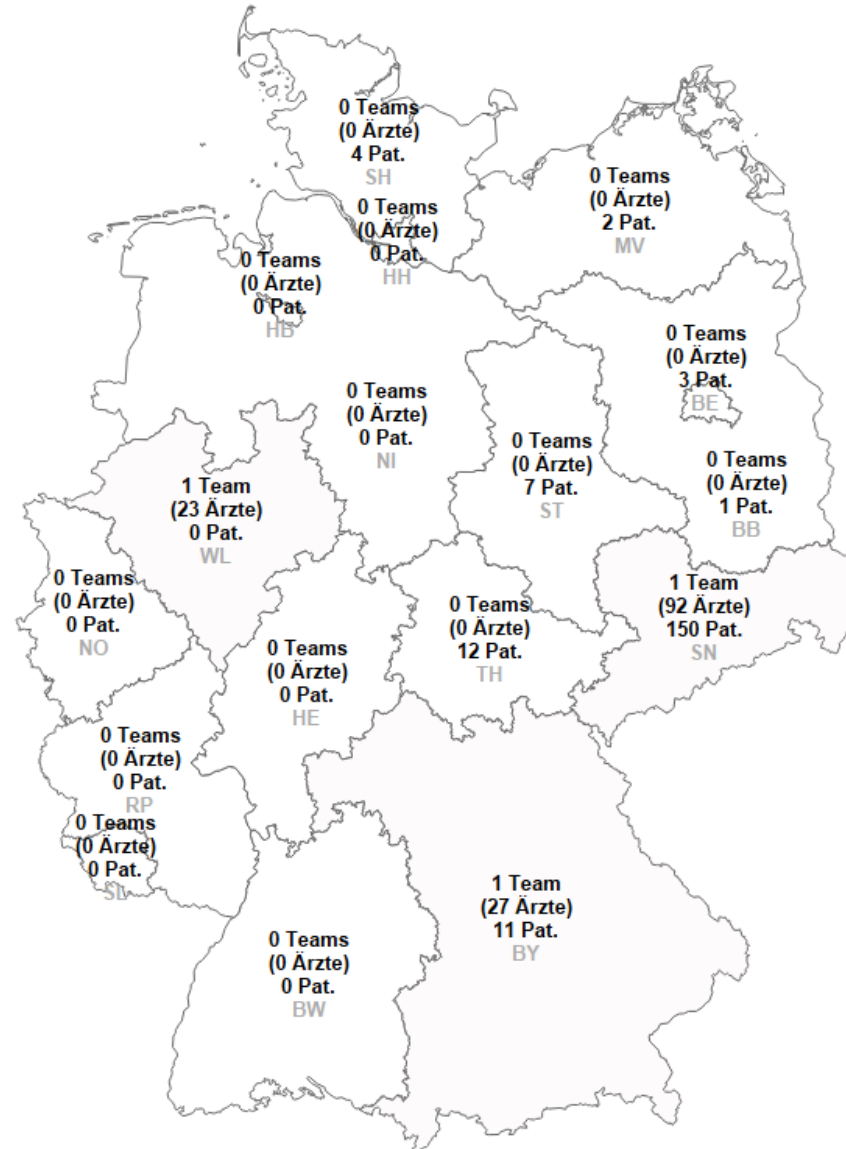 0 Teams
(0 Ärzte)
4 Pat.
SH
0 Teams
(0 Ärzte)
2 Pat.
MV
0 Teams
(0 Ärzte)
0 Pat.
HH
0 Teams
(0 Ärzte)
0 Pat.
HB
0 Teams
(0 Ärzte)
3 Pat.
BE
0 Teams
(0 Ärzte)
0 Pat.
NI
0 Teams
(0 Ärzte)
7 Pat.
ST
0 Teams
(0 Ärzte)
1 Pat.
BB
1 Team
(23 Ärzte)
0 Pat.
WL
0 Teams
(0 Ärzte)
0 Pat.
NO
0 Teams
(0 Ärzte)
12 Pat.
TH
1 Team
(92 Ärzte)
150 Pat.
SN
0 Teams
(0 Ärzte)
0 Pat.
HE
0 Teams
(0 Ärzte)
0 Pat.
RP
0 Teams
(0 Ärzte)
0 Pat.
SL
1 Team
(27 Ärzte)
11 Pat.
BY
0 Teams
(0 Ärzte)
0 Pat.
BW